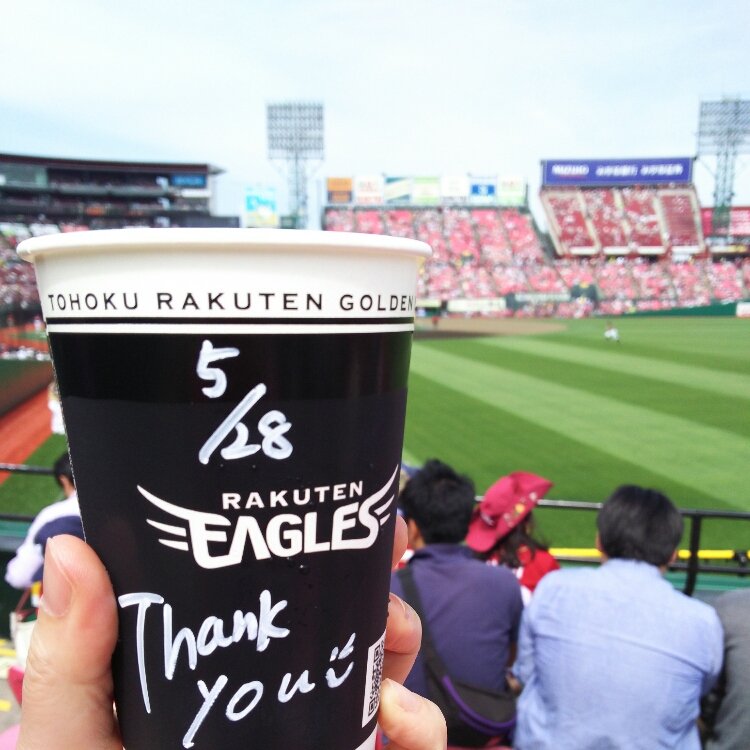 TOHOKU RAKUTEN GOLDEN
5
/28
RAKUTEN
EAGLES
Thank
you